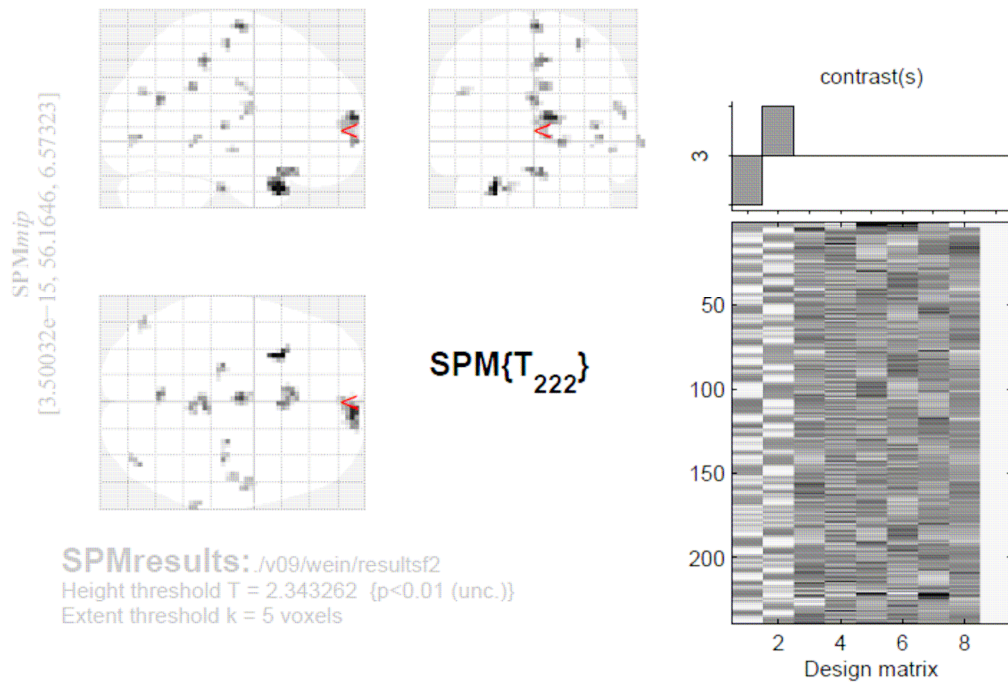 SPMmip
[3.50032e−15, 56.1646, 6.57323]
<
<
<
SPM{T222}
contrast(s)
3
50
100
150
200
2 4 6 8
Design matrix
SPMresults: ./v09/wein/resultsf2
Height threshold T = 2.343262 {p<0.01 (unc.)}
Extent threshold k = 5 voxels